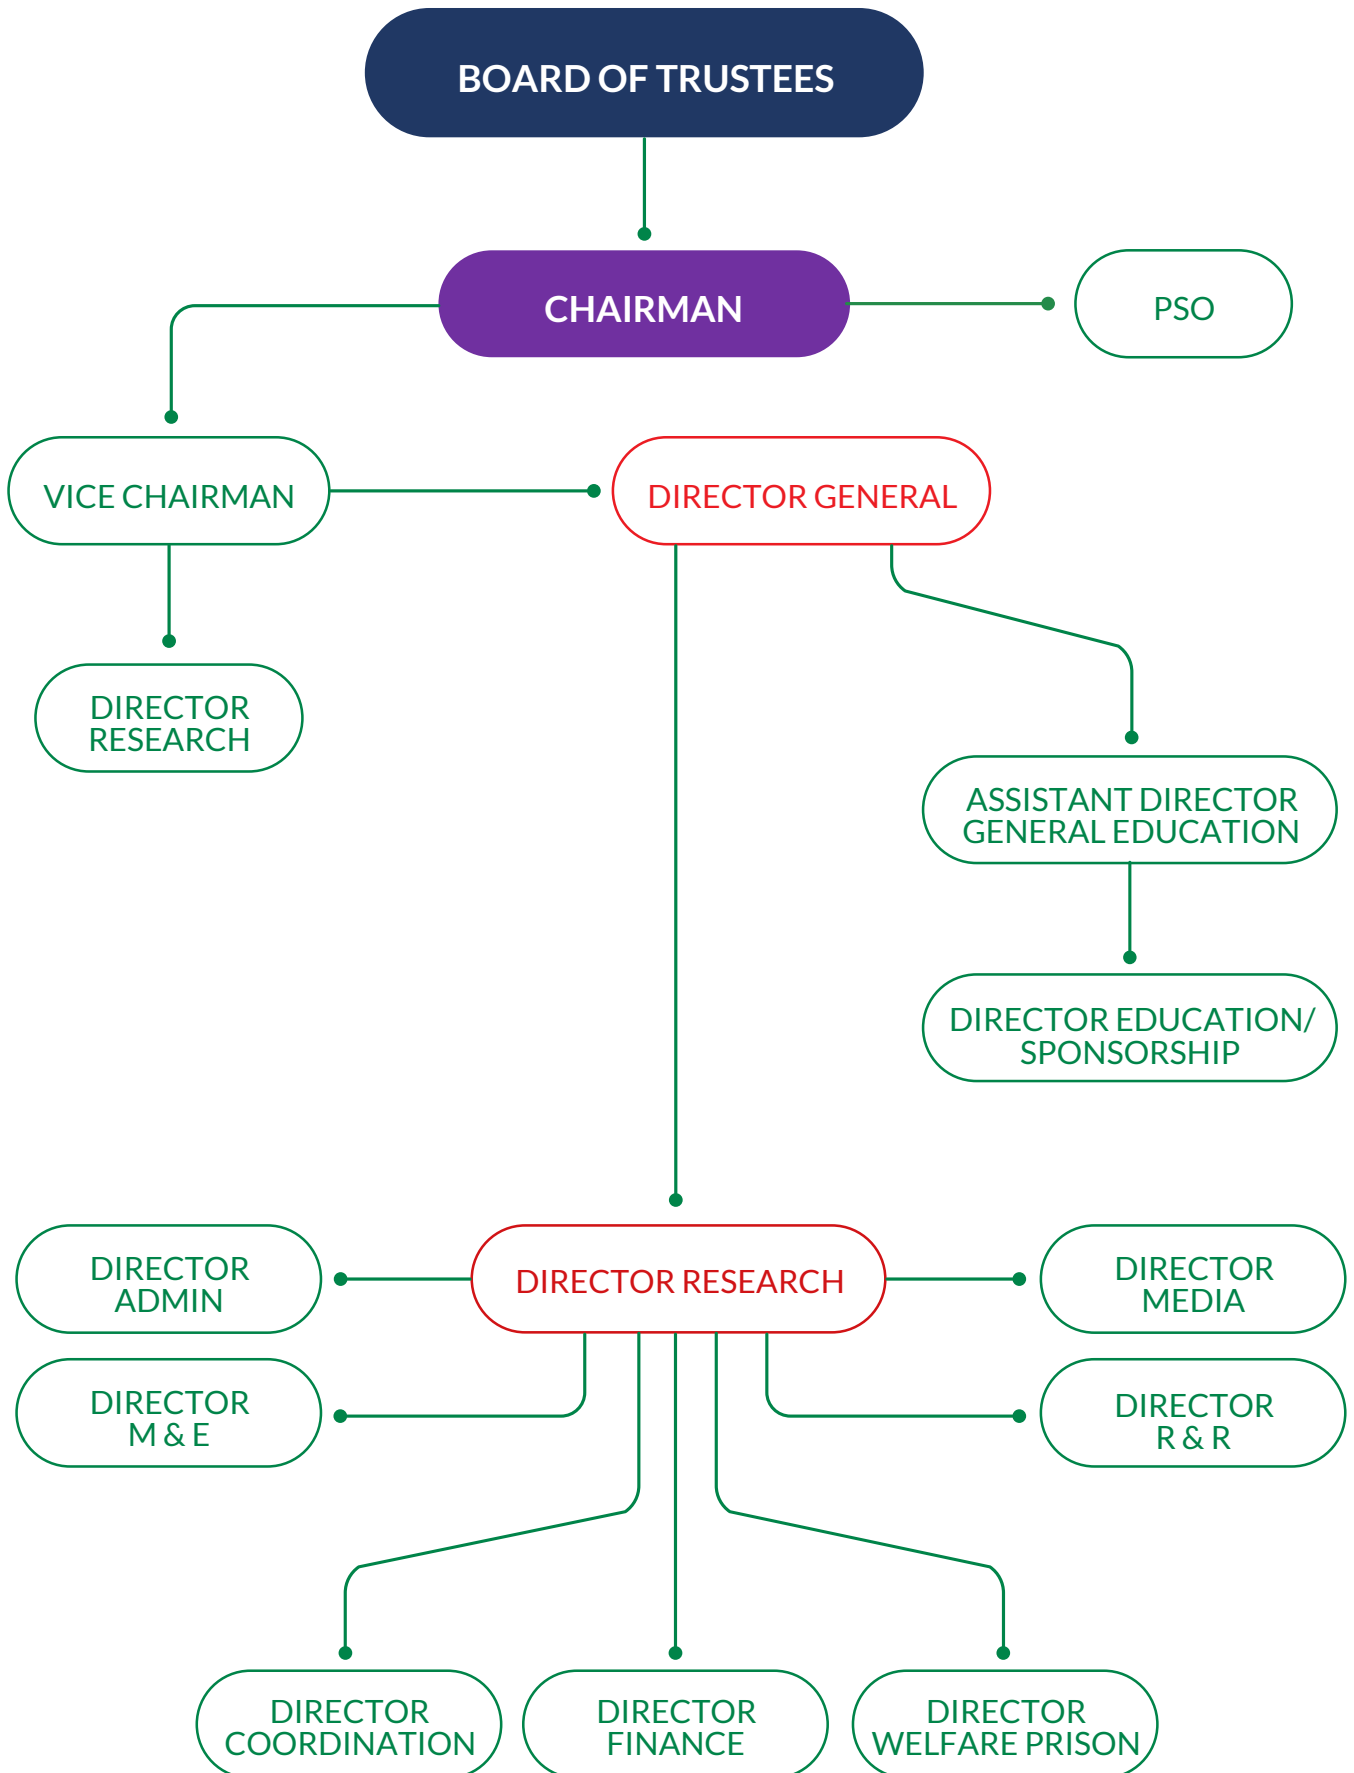 BOARD OF TRUSTEES
CHAIRMAN
PSO
VICE CHAIRMAN
DIRECTOR GENERAL
DIRECTOR
RESEARCH
ASSISTANT DIRECTOR
GENERAL EDUCATION
DIRECTOR EDUCATION/
SPONSORSHIP
DIRECTOR
ADMIN
DIRECTOR RESEARCH
DIRECTOR
MEDIA
DIRECTOR
M & E
DIRECTOR
R & R
DIRECTOR
COORDINATION
DIRECTOR
FINANCE
DIRECTOR
WELFARE PRISON